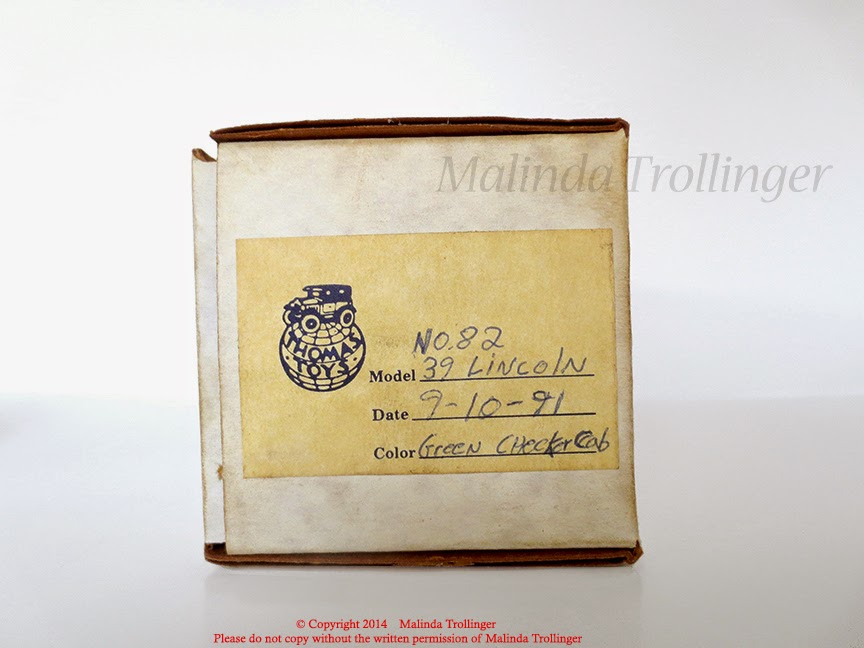 Malinda Trollinger
THOMAS
TOYS
NO.82
Model 39 LiNcolN
Date 9-10-91
Color GreeN CHecker Cab
© Copyright 2014 Malinda Trollinger
Please do not copy without the written permission of Malinda Trollinger